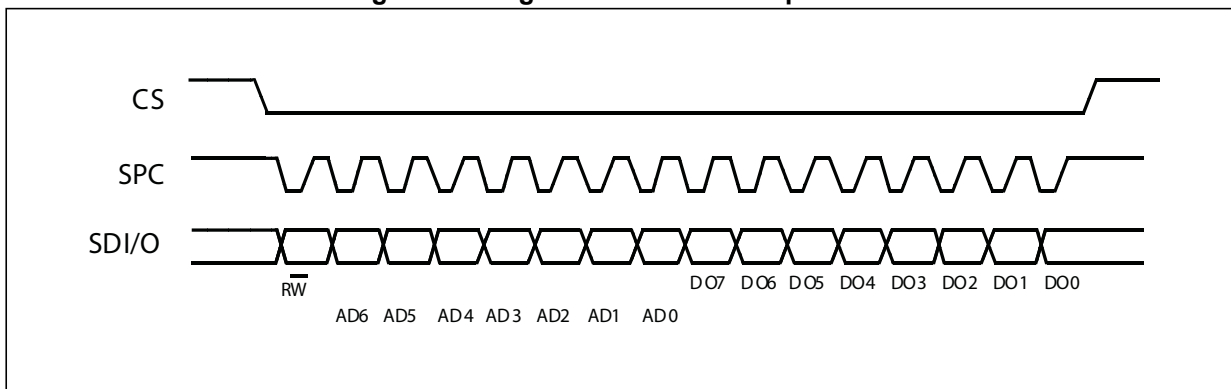 CS
SPC
SDI/O
RW
DO7 DO6 DO5 DO4 DO3 DO2 DO1 DO0
AD6 AD5 AD4 AD3 AD2 AD1 AD0